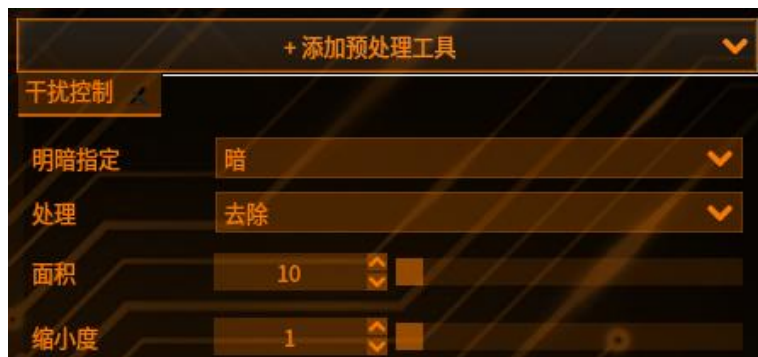 + 添加预处理工具
干扰控制
明暗指定 暗
处理 去除
面积 10
缩小度 1